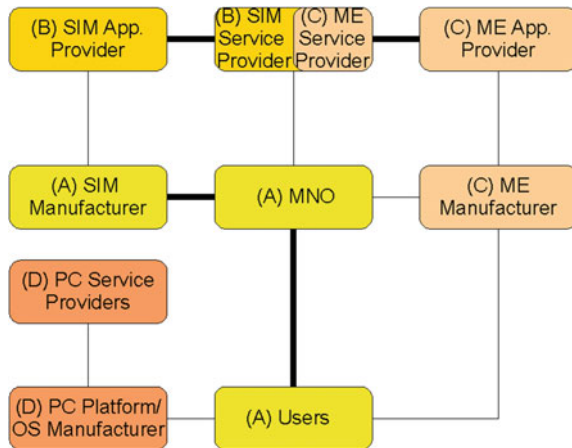 (B) SIM App.
Provider
(B) SIM
Service
Provider
(C) ME
Service
Provider
(C) ME App.
Provider
(A) SIM
Manufacturer
(A) MNO
(C) ME
Manufacturer
(D) PC Service
Providers
(D) PC Platform/
OS Manufacturer
(A) Users